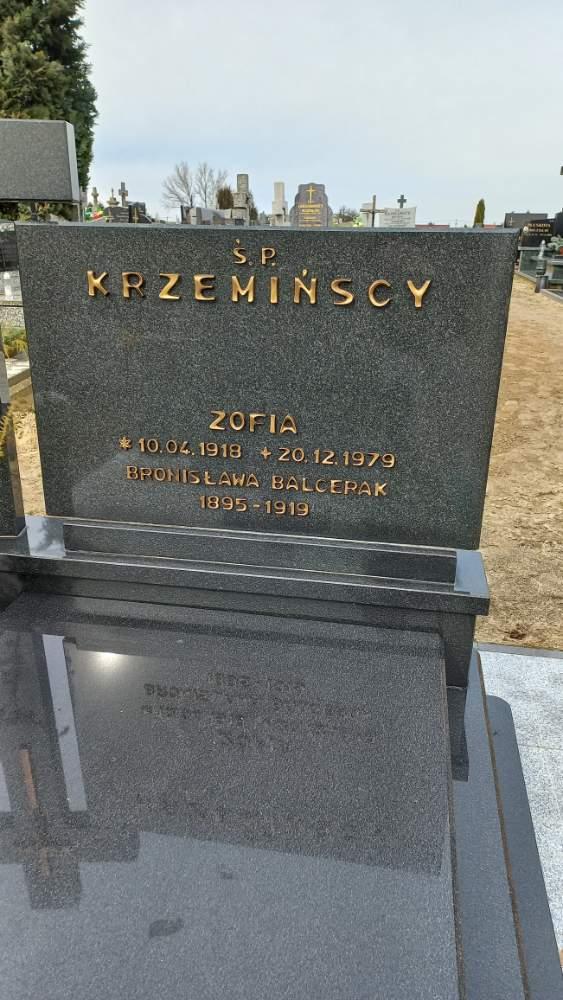 Ś.P.
KRZEMIŃSCY
ZOFIA
* 10.04.1918 + 20.12.1979
BRONISŁAWA BALCERAK
1895-1919